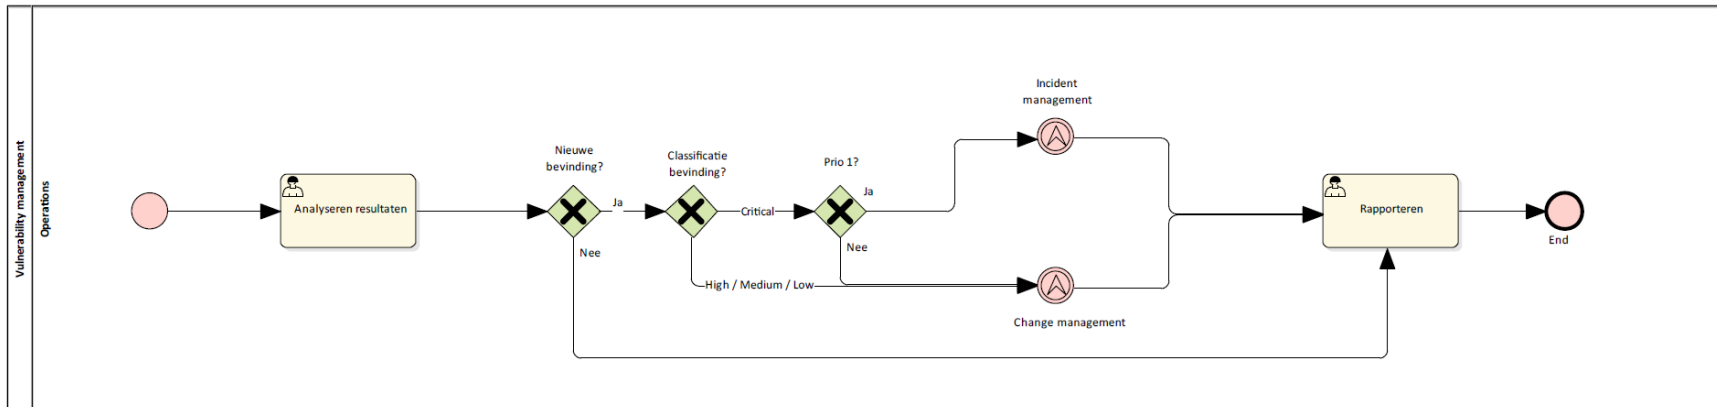 Vulnerability management
Operations
Analyseren resultaten
Nieuwe
bevinding?
Ja
Nee
Classificatie
bevinding?
Critical
High / Medium / Low
Prio 1?
Ja
Nee
Incident
management
Change management
Rapporteren
End